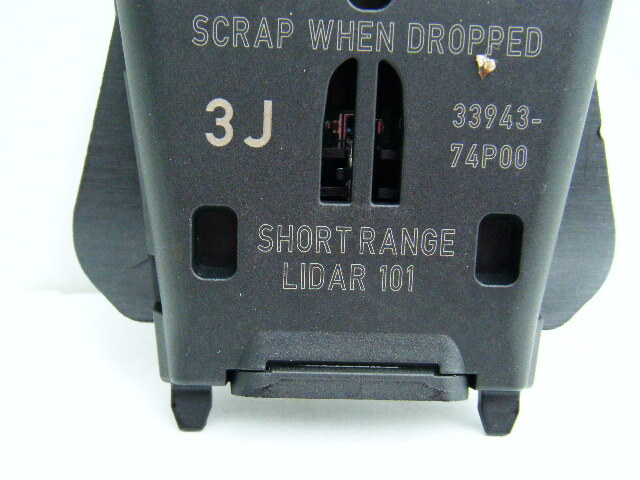 SCRAP WHEN DROPPED
3J
33943-
74P00
SHORT RANGE
LIDAR 101